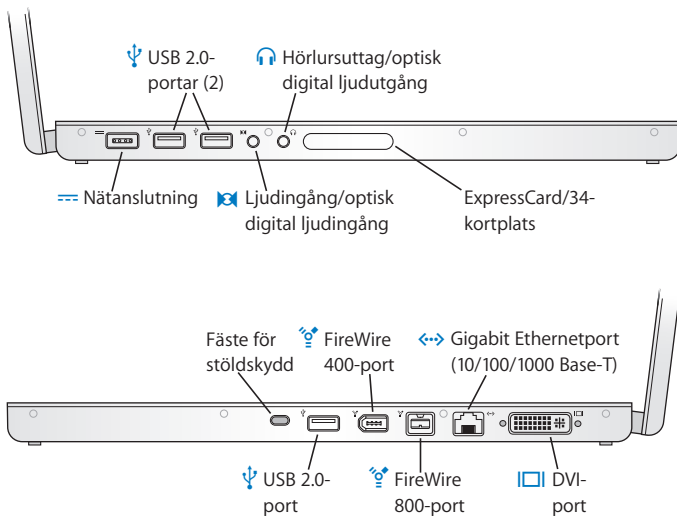 USB 2.0-
portar (2)
Hörlursuttag/optisk
digital ljudutgång
Nätanslutning
Ljudingång/optisk
digital ljudingång
ExpressCard/34-
kortplats
Fäste för
stöldskydd
FireWire
400-port
Gigabit Ethernetport
(10/100/1000 Base-T)
USB 2.0-
port
FireWire
800-port
DVI-
port